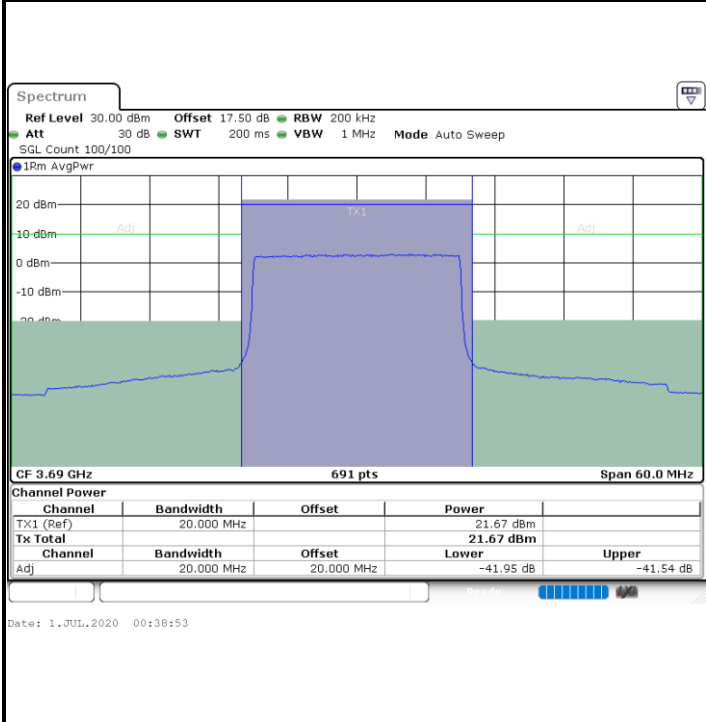 Spectrum
Ref Level 30.00 dBm Offset 17.50 dB RBW 200 kHz
Att 30 dB SWT 200 ms VBW 1 MHz Mode Auto Sweep
SGL Count 100/100
1Rm AvgPwr
20 dBm
TX1
Adj Adj
10 dBm
0 dBm
-10 dBm
-20 dBm
CF 3.69 GHz 691 pts Span 60.0 MHz
Channel Power
Channel Bandwidth Offset Power
TX1 (Ref) 20.000 MHz 21.67 dBm
Tx Total 21.67 dBm
Channel Bandwidth Offset Lower Upper
Adj 20.000 MHz 20.000 MHz -41.95 dB -41.54 dB
Ready
Date: 1.JUL.2020 00:38:53